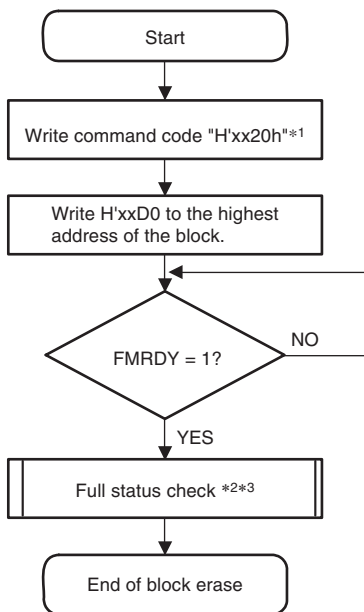 Start
Write command code "H'xx20h"*1
Write H'xxD0 to the highest
address of the block.
FMRDY = 1?
NO
YES
Full status check *2*3
End of block erase